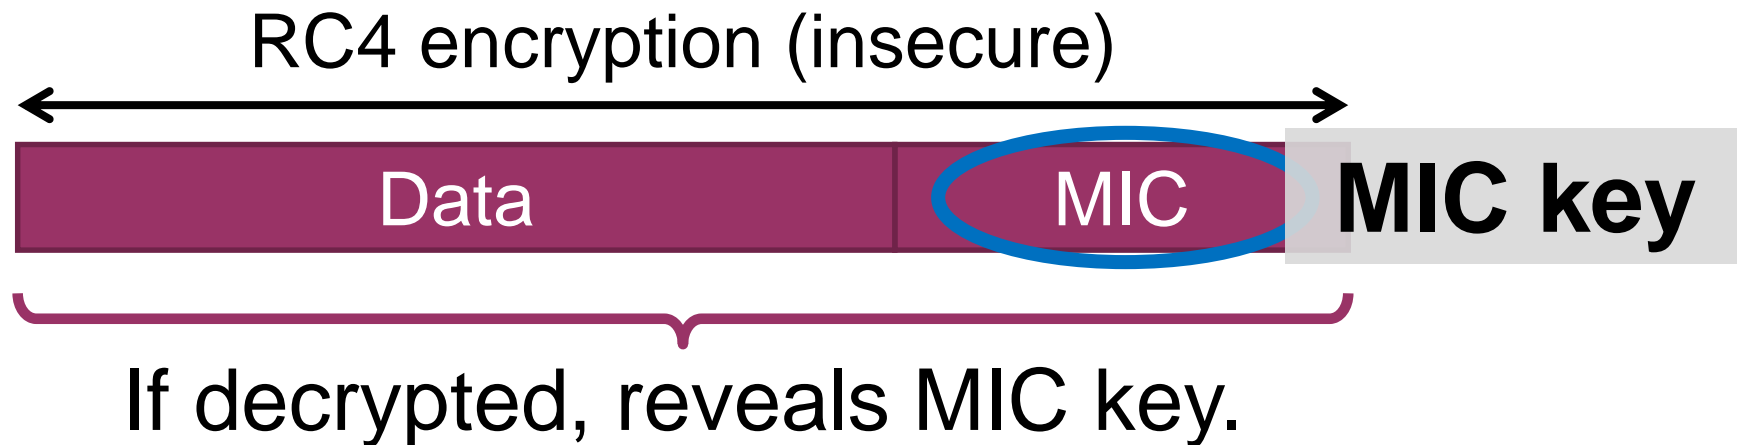 RC4 encryption (insecure)
Data MIC MIC key
If decrypted, reveals MIC key.